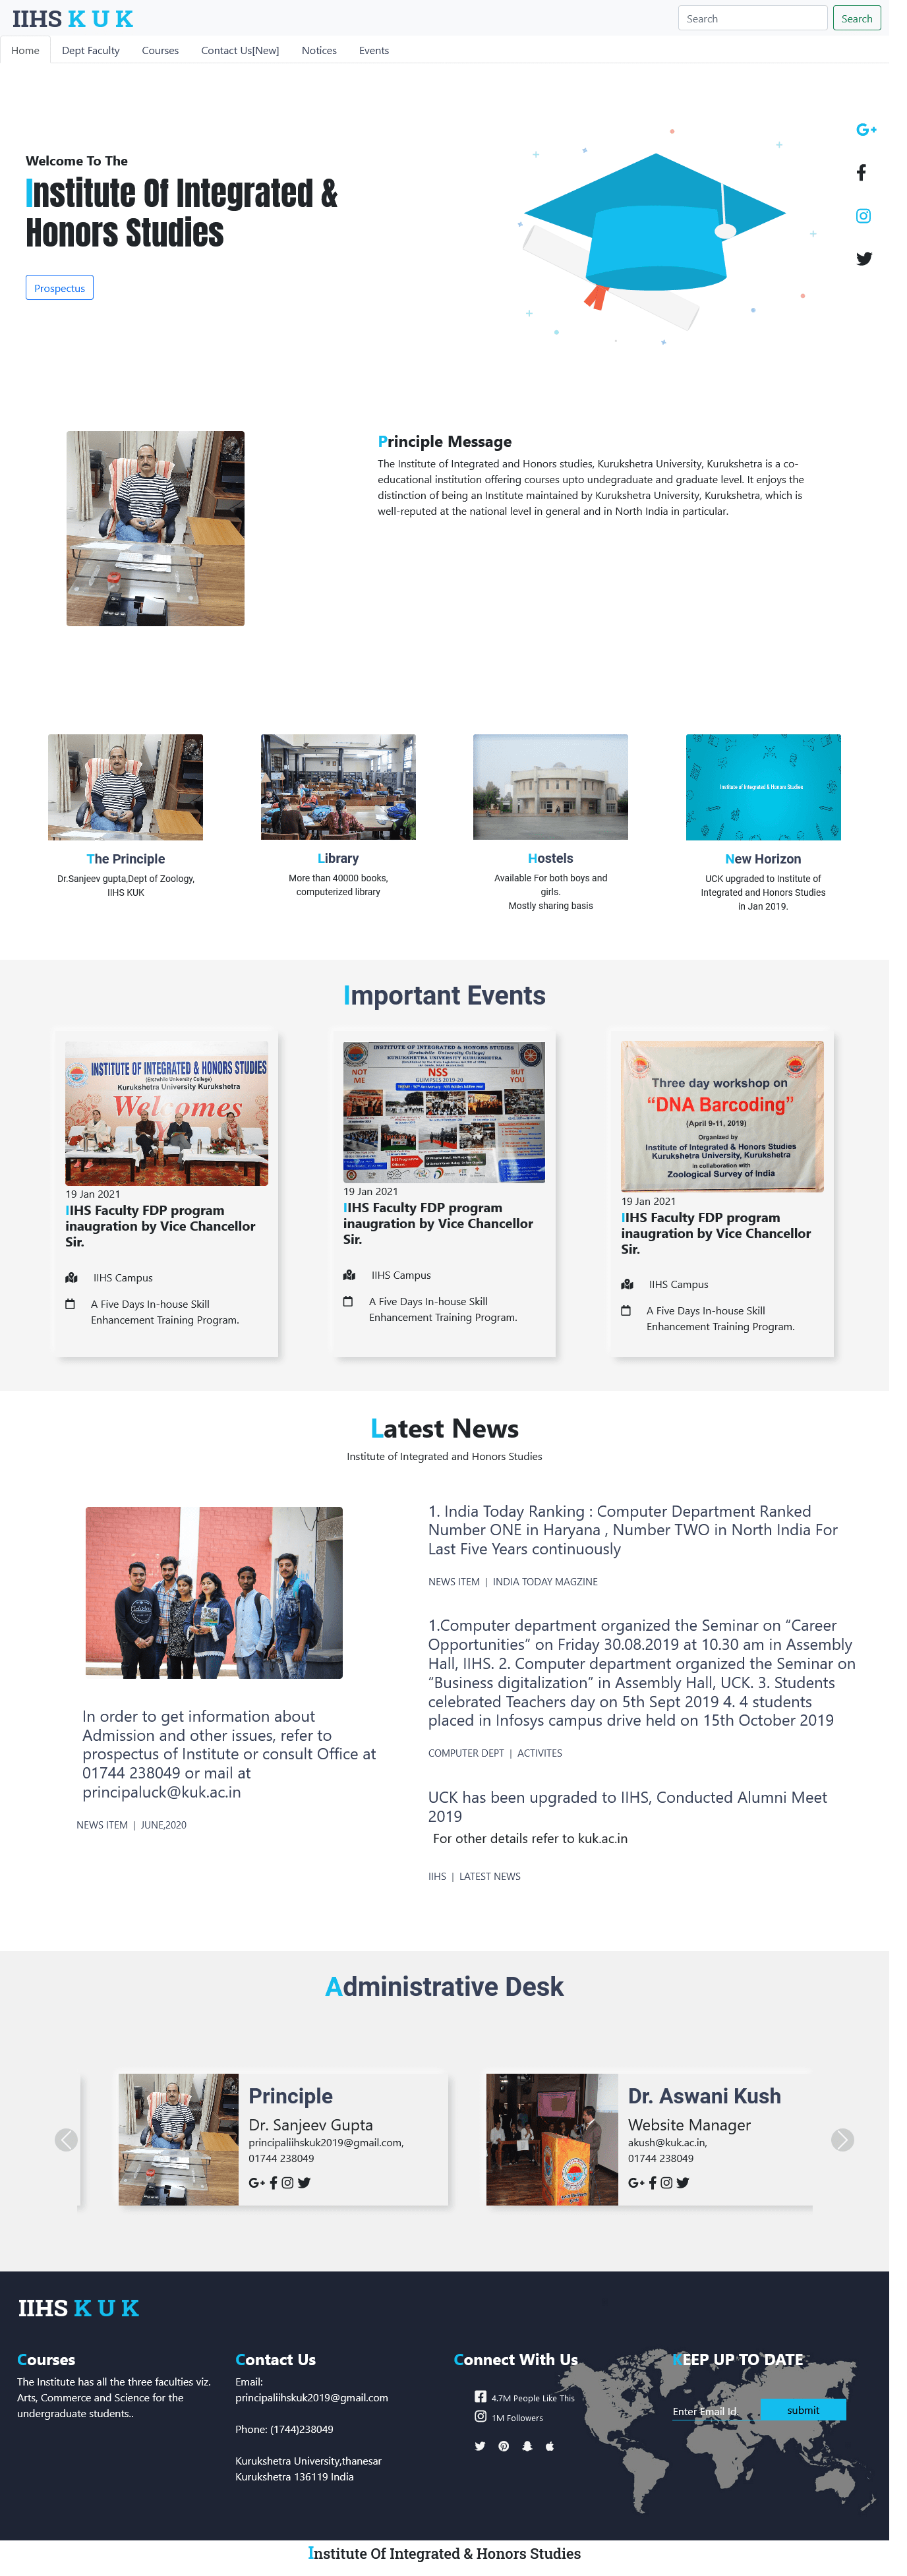 IIHS K U K
Search
Search
Home
Dept Faculty
Courses
Contact Us[New]
Notices
Events
Welcome To The
Institute Of Integrated &
Honors Studies
Prospectus
Principle Message
The Institute of Integrated and Honors studies, Kurukshetra University, Kurukshetra is a co-
educational institution offering courses upto undegraduate and graduate level. It enjoys the
distinction of being an Institute maintained by Kurukshetra University, Kurukshetra, which is
well-reputed at the national level in general and in North India in particular.
Institute of Integrated & Honors Studies
The Principle
Dr.Sanjeev gupta,Dept of Zoology,
IIHS KUK
Library
More than 40000 books,
computerized library
Hostels
Available For both boys and
girls.
Mostly sharing basis
New Horizon
UCK upgraded to Institute of
Integrated and Honors Studies
in Jan 2019.
Important Events
INSTITUTE OF INTEGRATED & HONORS STUDIES
(Erstwhile University College)
Kurukshetra University Kurukshetra
Welcomes
19 Jan 2021
IIHS Faculty FDP program
inaugration by Vice Chancellor
Sir.
IIHS Campus
A Five Days In-house Skill
Enhancement Training Program.
INSTITUTE OF INTEGRATED & HONORS STUDIES
(Erstwhile University College)
KURUKSHETRA UNIVERSITY KURUKSHETRA
NOT
ME
NSS
GLIMPSES 2019-20
BUT
YOU
19 Jan 2021
IIHS Faculty FDP program
inaugration by Vice Chancellor
Sir.
IIHS Campus
A Five Days In-house Skill
Enhancement Training Program.
Three day workshop on
"DNA Barcoding"
(April 9-11, 2019)
Organized by
Institute of Integrated & Honors Studies
Kurukshetra University, Kurukshetra
in collaboration with
Zoological Survey of India
19 Jan 2021
IIHS Faculty FDP program
inaugration by Vice Chancellor
Sir.
IIHS Campus
A Five Days In-house Skill
Enhancement Training Program.
Latest News
Institute of Integrated and Honors Studies
In order to get information about
Admission and other issues, refer to
prospectus of Institute or consult Office at
01744 238049 or mail at
principaluck@kuk.ac.in
NEWS ITEM | JUNE,2020
1. India Today Ranking : Computer Department Ranked
Number ONE in Haryana , Number TWO in North India For
Last Five Years continuously
NEWS ITEM | INDIA TODAY MAGZINE
1.Computer department organized the Seminar on “Career
Opportunities” on Friday 30.08.2019 at 10.30 am in Assembly
Hall, IIHS. 2. Computer department organized the Seminar on
“Business digitalization” in Assembly Hall, UCK. 3. Students
celebrated Teachers day on 5th Sept 2019 4. 4 students
placed in Infosys campus drive held on 15th October 2019
COMPUTER DEPT | ACTIVITES
UCK has been upgraded to IIHS, Conducted Alumni Meet
2019
For other details refer to kuk.ac.in
IIHS | LATEST NEWS
Administrative Desk
Principle
Dr. Sanjeev Gupta
principaliihskuk2019@gmail.com,
01744 238049
Dr. Aswani Kush
Website Manager
akush@kuk.ac.in,
01744 238049
IIHS K U K
Courses
The Institute has all the three faculties viz.
Arts, Commerce and Science for the
undergraduate students..
Contact Us
Email:
principaliihskuk2019@gmail.com
Phone: (1744)238049
Kurukshetra University,thanesar
Kurukshetra 136119 India
Connect With Us
4.7M People Like This
1M Followers
KEEP UP TO DATE
Enter Email Id.
submit
Institute Of Integrated & Honors Studies